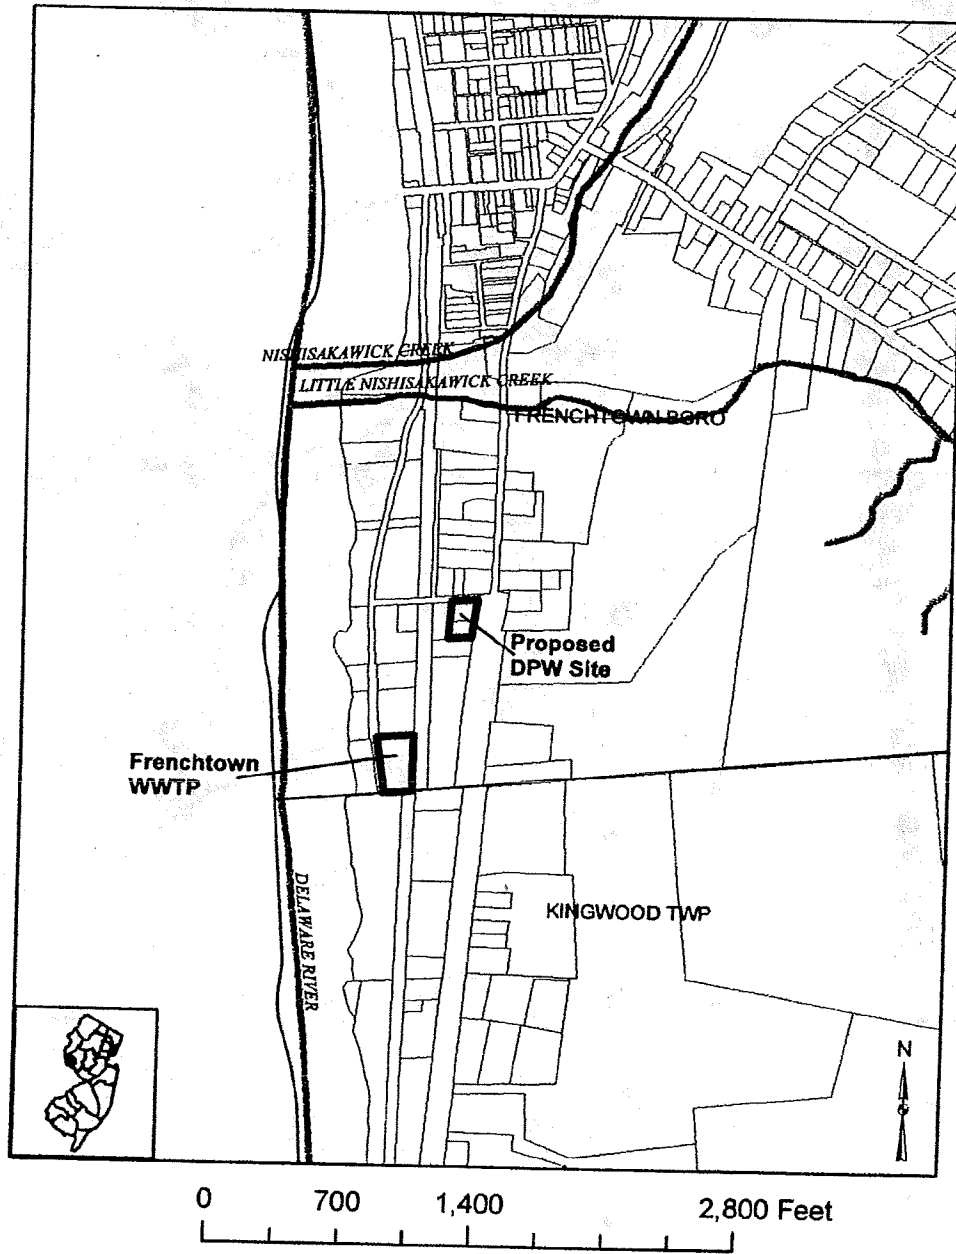 NISHISAKAWICK CREEK
LITTLE NISHISAKAWICK CREEK
FRENCHTOWN BORO
Proposed
DPW Site
Frenchtown
WWTP
DELAWARE RIVER
KINGWOOD TWP
N
0 700 1,400 2,800 Feet